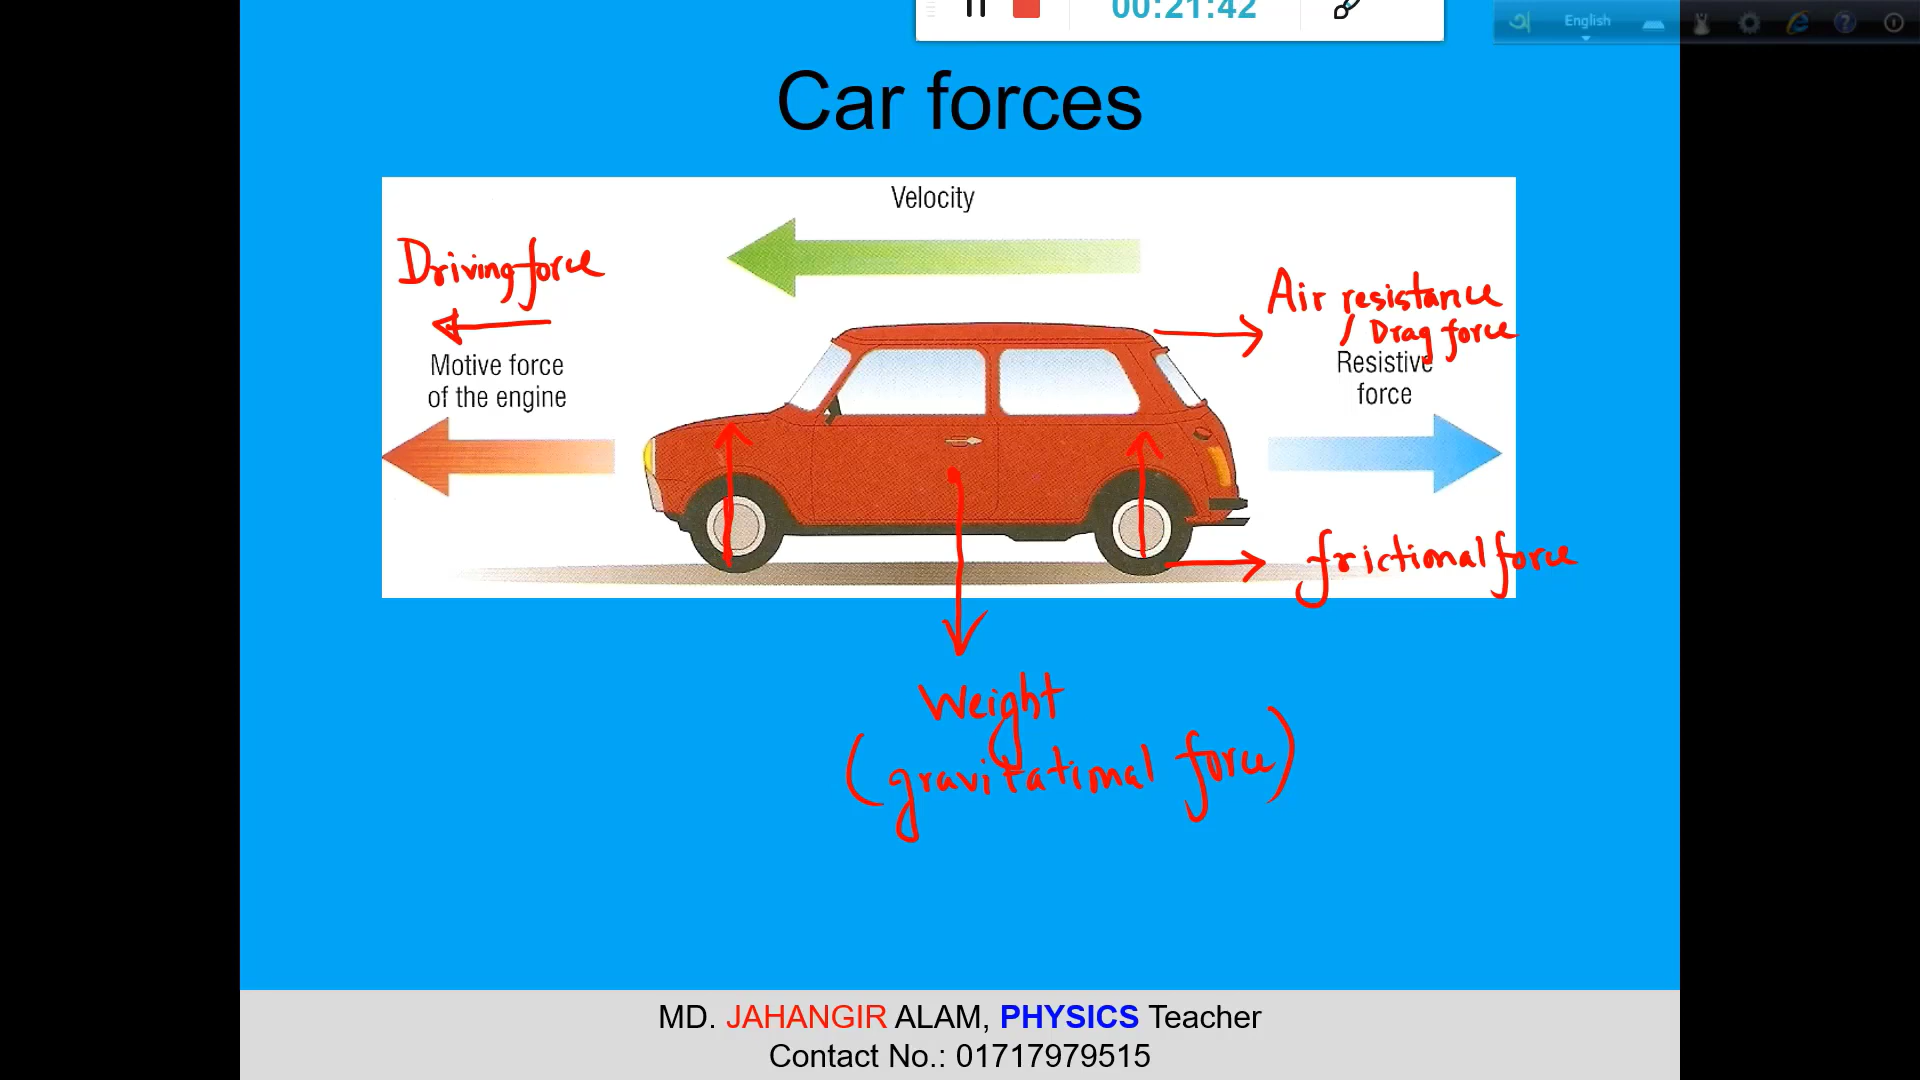 00:21:42
English
Car forces
Velocity
Driving force
Air resistance
/ Drag force
Motive force
of the engine
Resistive
force
frictional force
Weight
(gravitational force)
MD. JAHANGIR ALAM, PHYSICS Teacher
Contact No.: 01717979515